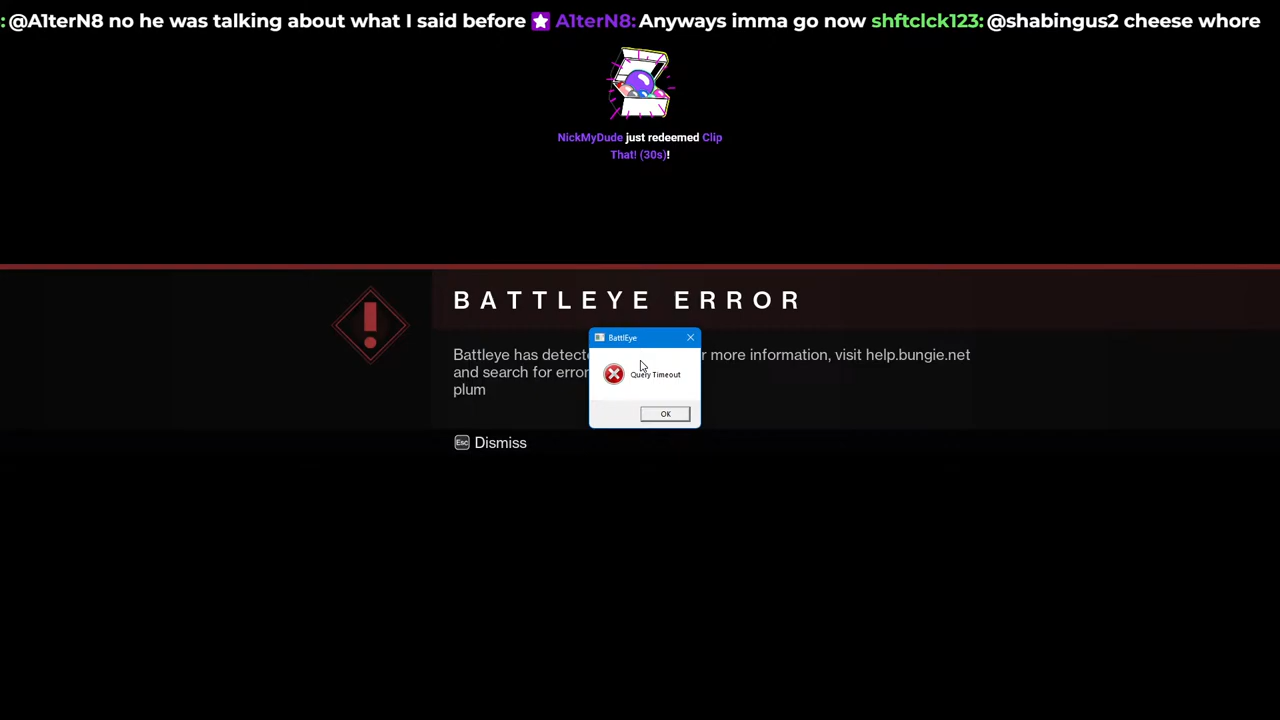 : @A1terN8 no he was talking about what I said before A1terN8: Anyways imma go now shftclck123: @shabingus2 cheese whore
NickMyDude just redeemed Clip
That! (30s)!
BATTLEYE ERROR
BattlEye
Battleye has detecte r more information, visit help.bungie.net
Query Timeout
and search for error
plum
OK
Esc Dismiss